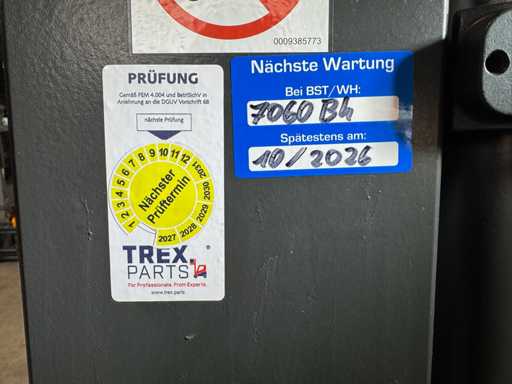 0009385773
PRÜFUNG
Gemäß FEM 4.004 und BetrSichV in
Anlehnung an die DGUV Vorschrift 68
nächste Prüfung
1 2 3 4 5 6 7 8 9 10 11 12
2027 2028 2029 2030 2031
Nächster
Prüftermin
TREX.®
PARTS
For Professionals. From Experts.
www.trex.parts
Nächste Wartung
Bei BST/WH:
7060 Bh
Spätestens am:
10/2026